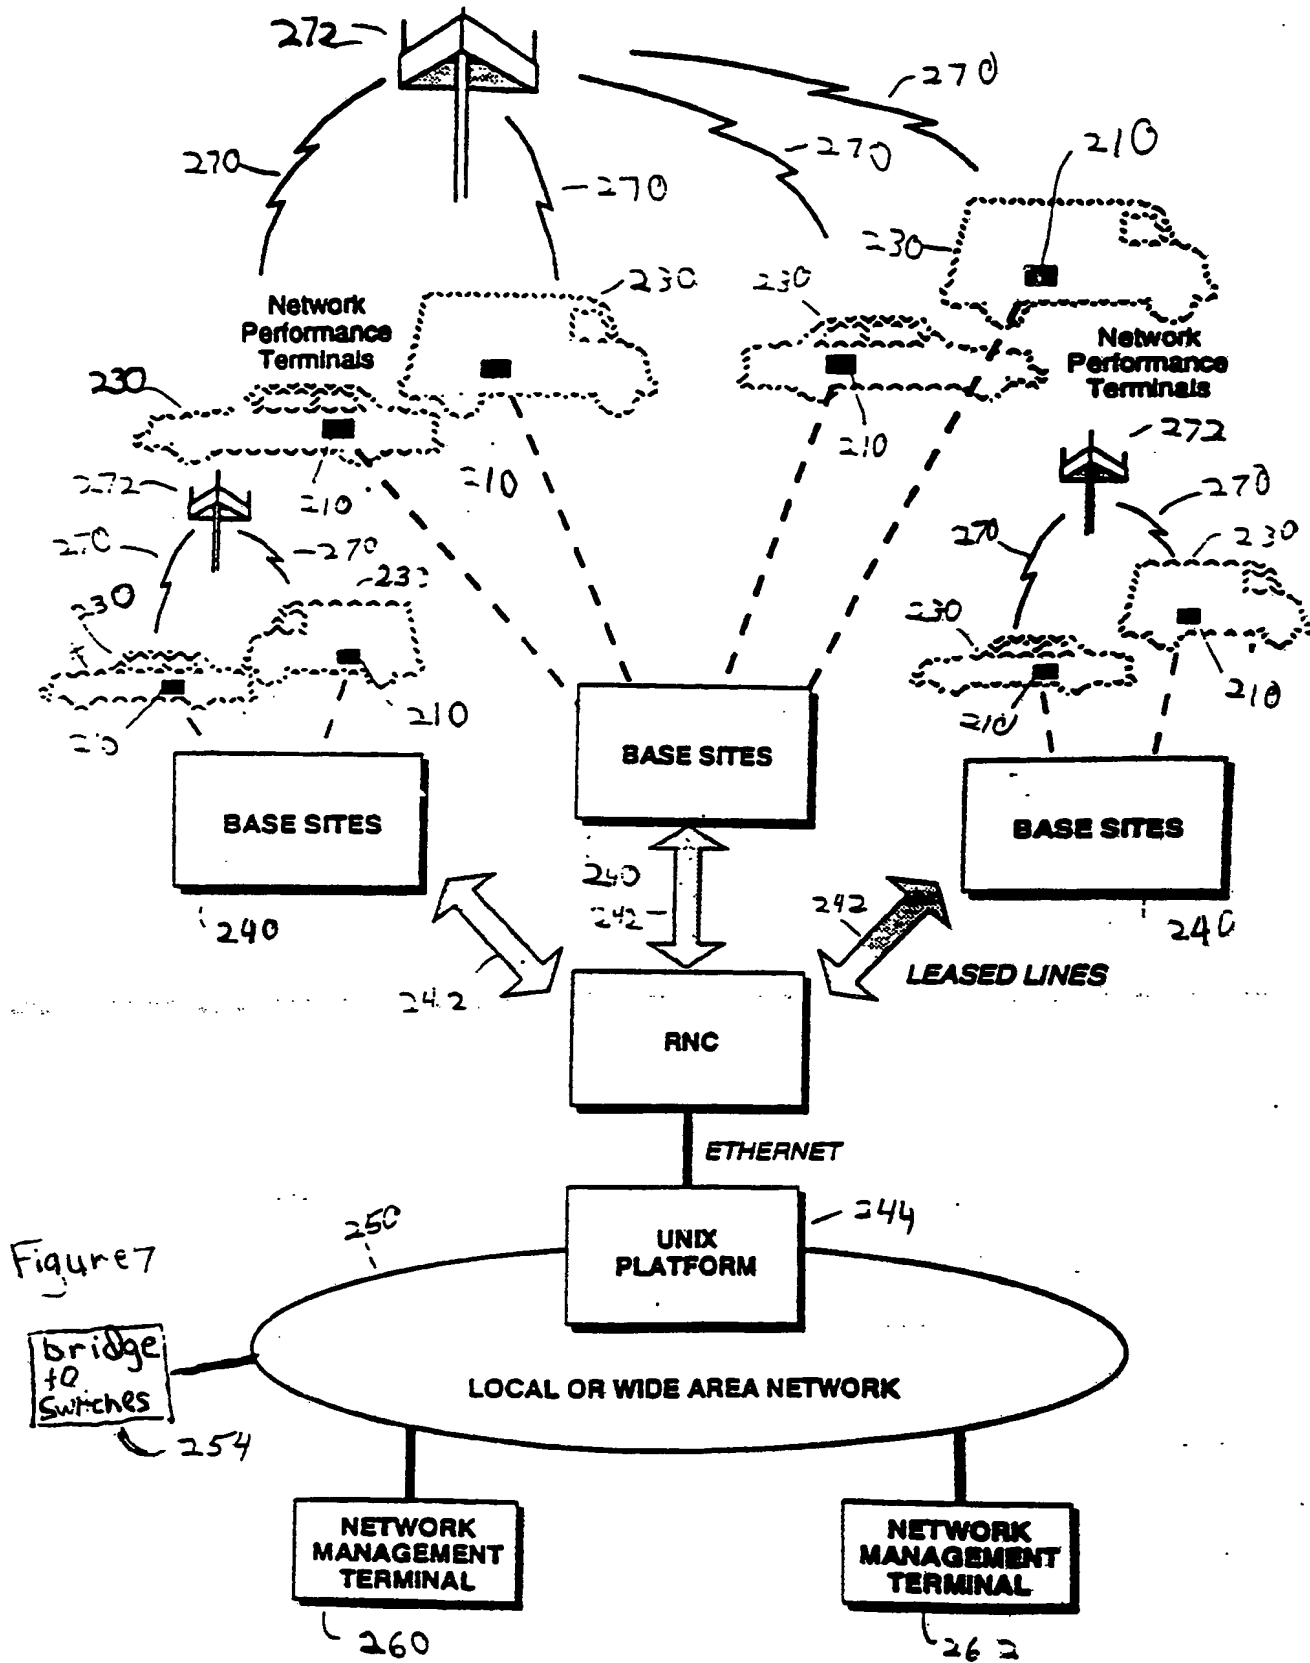 272
270
270
210
270
270
230
230
230
Network
Performance
Terminals
Network
Performance
Terminals
230
210
210
210
272
272
270
270
270
270
230
230
230
210
210
210
BASE SITES
BASE SITES
BASE SITES
240
240
240
242
242
242
LEASED LINES
RNC
ETHERNET
250
244
UNIX
PLATFORM
Figure 7
bridge
to
switches
254
LOCAL OR WIDE AREA NETWORK
NETWORK
MANAGEMENT
TERMINAL
NETWORK
MANAGEMENT
TERMINAL
260
262